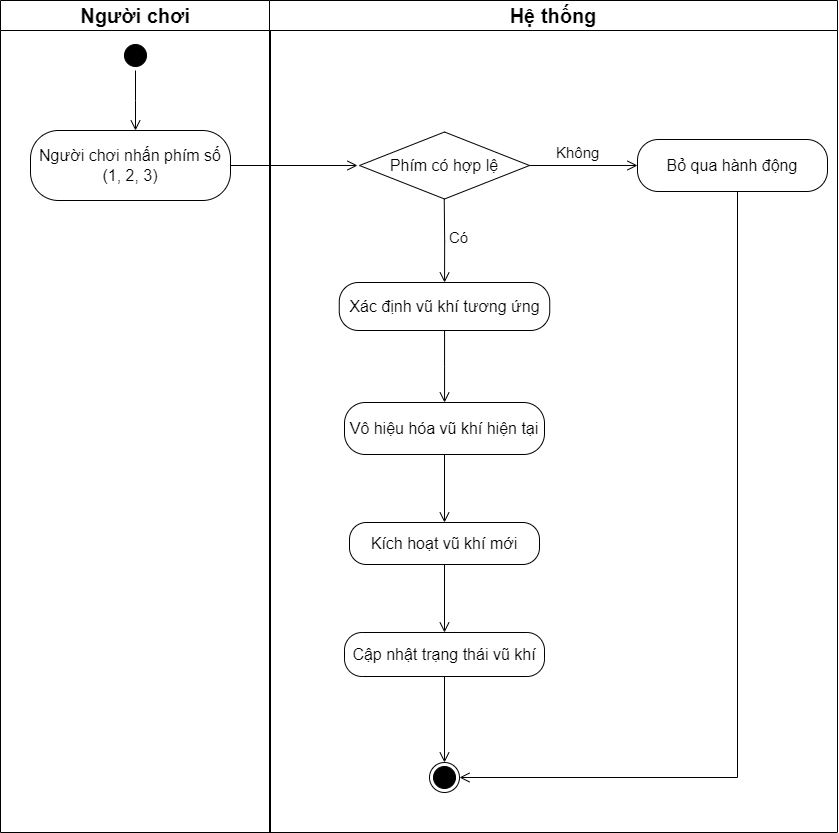 Người chơi
Hệ thống
Người chơi nhấn phím số
(1, 2, 3)
Phím có hợp lệ
Không
Bỏ qua hành động
Có
Xác định vũ khí tương ứng
Vô hiệu hóa vũ khí hiện tại
Kích hoạt vũ khí mới
Cập nhật trạng thái vũ khí